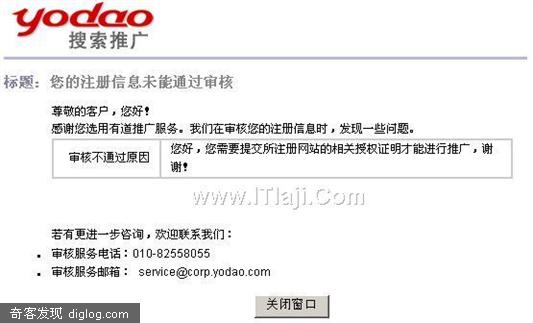 yodao
搜索推广
标题：您的注册信息未能通过审核
尊敬的客户，您好！
感谢您选用有道推广服务。我们在审核您的注册信息时，发现一些问题。
审核不通过原因
您好，您需要提交所注册网站的相关授权证明才能进行推广，谢
谢！
www.ITlaji.Com
若有更进一步咨询，欢迎联系我们：
审核服务电话：010-82558055
审核服务邮箱： service@corp.yodao.com
关闭窗口
奇客发现 diglog.com